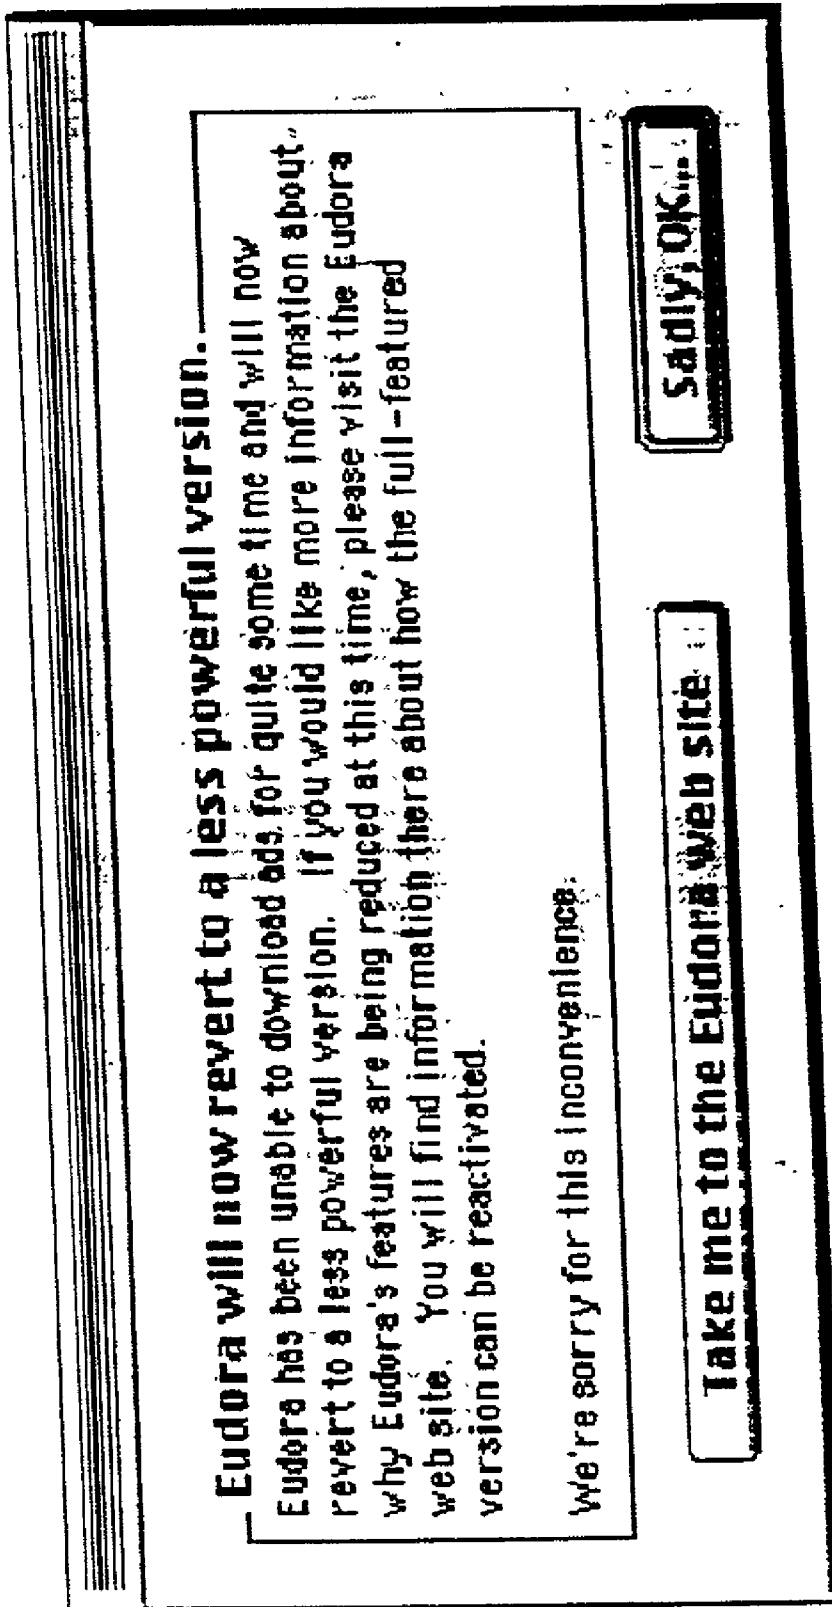 Eudora will now revert to a less powerful version.
Eudora has been unable to download ads for quite some time and will now
revert to a less powerful version. If you would like more information about
why Eudora's features are being reduced at this time, please visit the Eudora
web site. You will find information there about how the full-featured
version can be reactivated.
We're sorry for this inconvenience.
Take me to the Eudora web site
Sadly, OK...